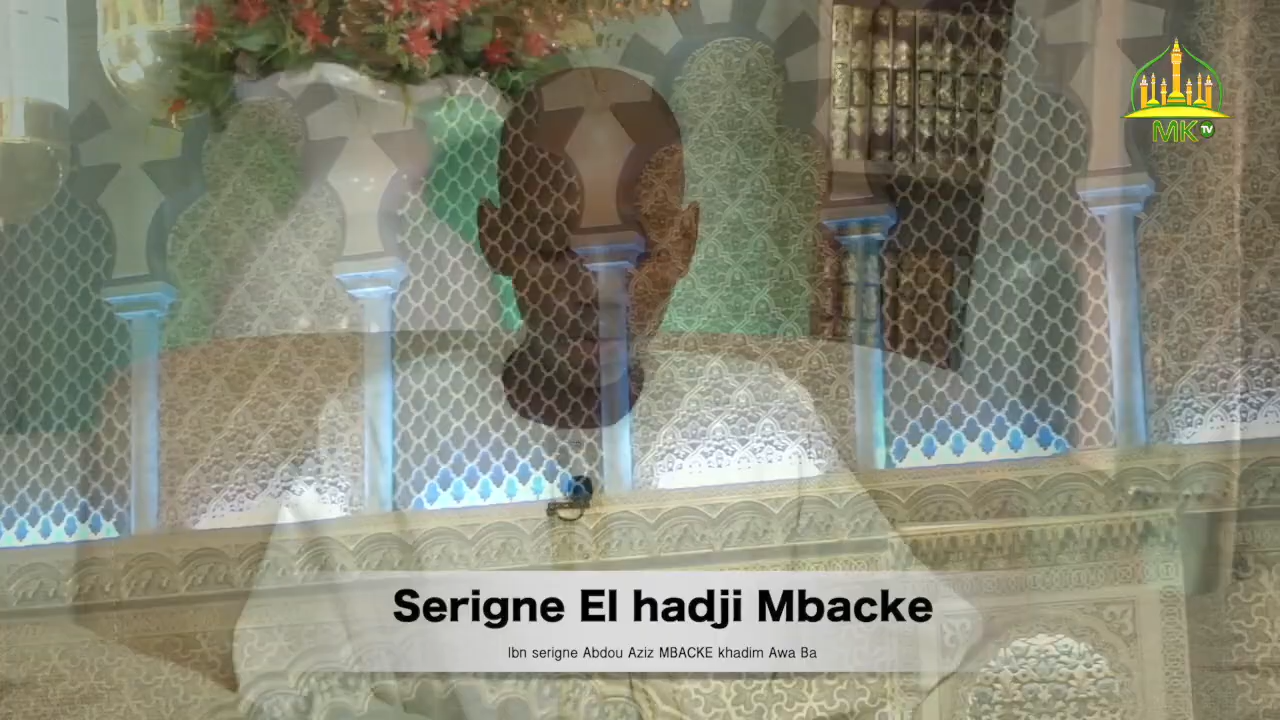 MK TV
Serigne El hadji Mbacke
Ibn serigne Abdou Aziz MBACKE khadim Awa Ba